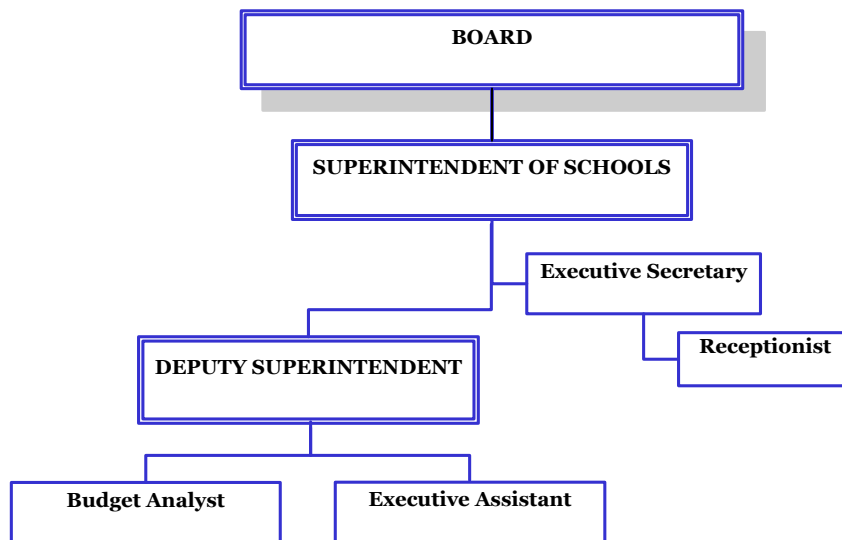 BOARD
SUPERINTENDENT OF SCHOOLS
Executive Secretary
Receptionist
DEPUTY SUPERINTENDENT
Budget Analyst
Executive Assistant